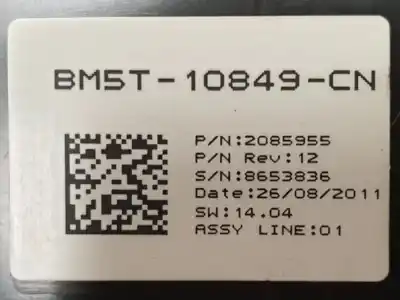 BM5T-10849-CN
P/N:2085955
P/N Rev:12
S/N:8653836
Date:26/08/2011
SW:14.04
ASSY LINE:01